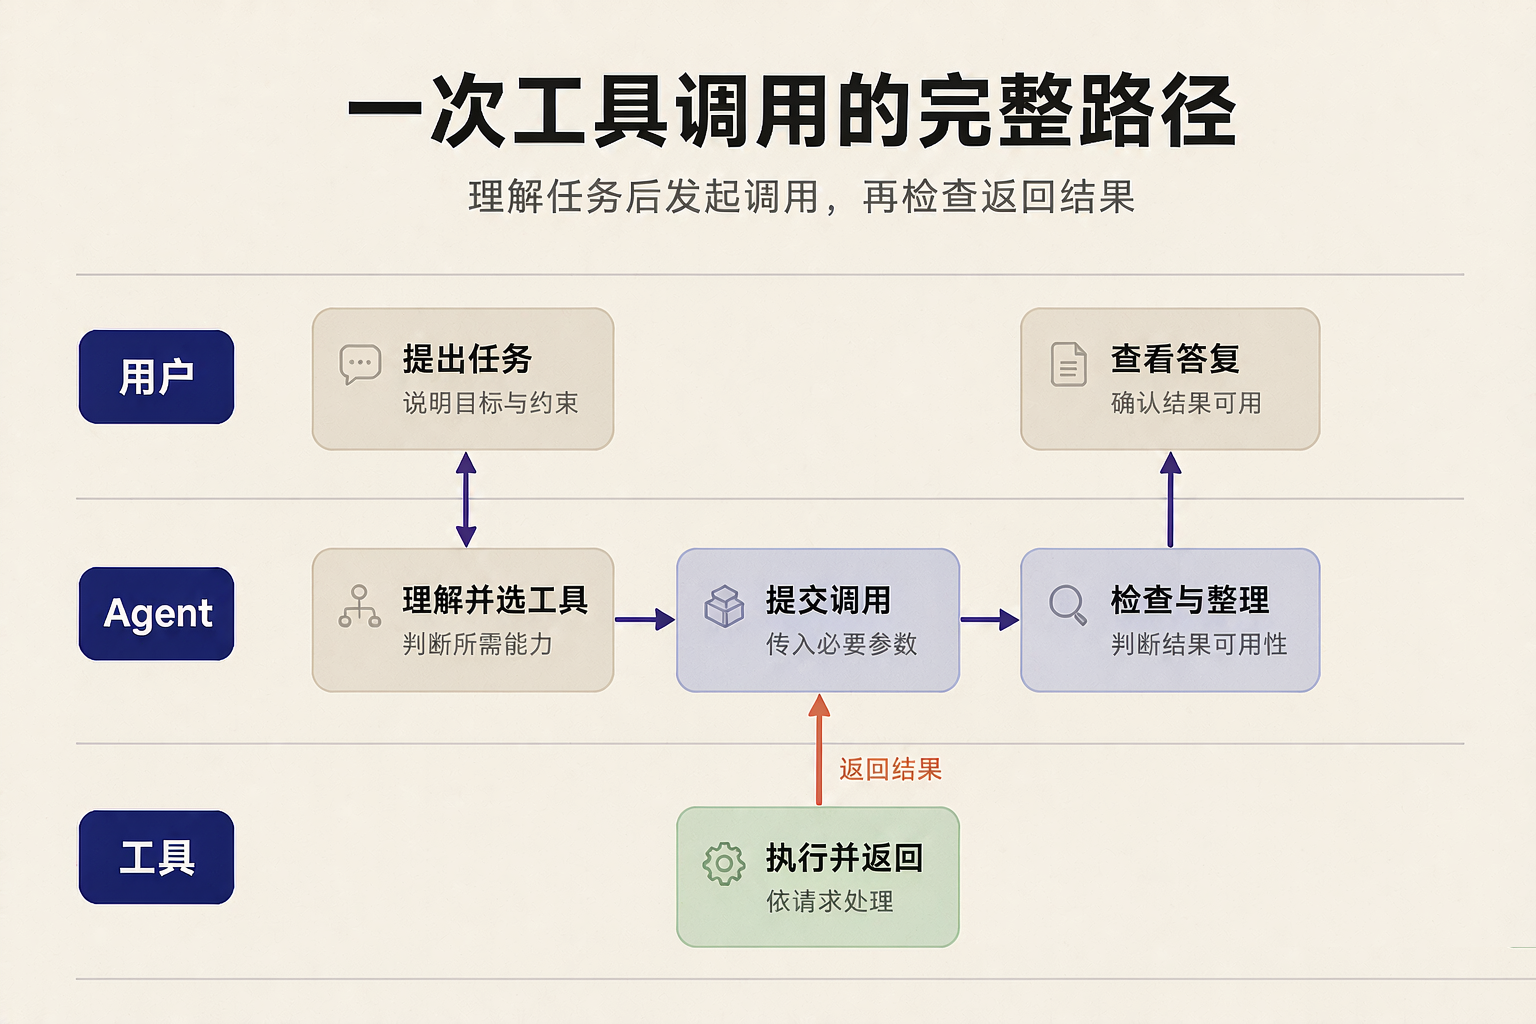 一次工具调用的完整路径
理解任务后发起调用，再检查返回结果
用户
提出任务
说明目标与约束
查看答复
确认结果可用
Agent
理解并选工具
判断所需能力
提交调用
传入必要参数
检查与整理
判断结果可用性
返回结果
工具
执行并返回
依请求处理